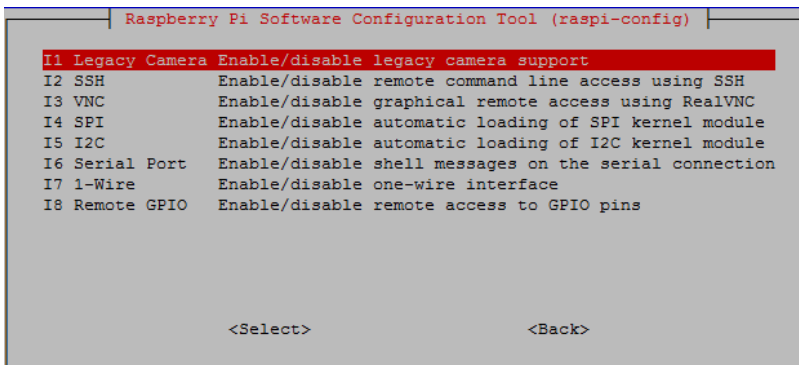 Raspberry Pi Software Configuration Tool (raspi-config)
I1 Legacy Camera Enable/disable legacy camera support
I2 SSH Enable/disable remote command line access using SSH
I3 VNC Enable/disable graphical remote access using RealVNC
I4 SPI Enable/disable automatic loading of SPI kernel module
I5 I2C Enable/disable automatic loading of I2C kernel module
I6 Serial Port Enable/disable shell messages on the serial connection
I7 1-Wire Enable/disable one-wire interface
I8 Remote GPIO Enable/disable remote access to GPIO pins
<Select> <Back>